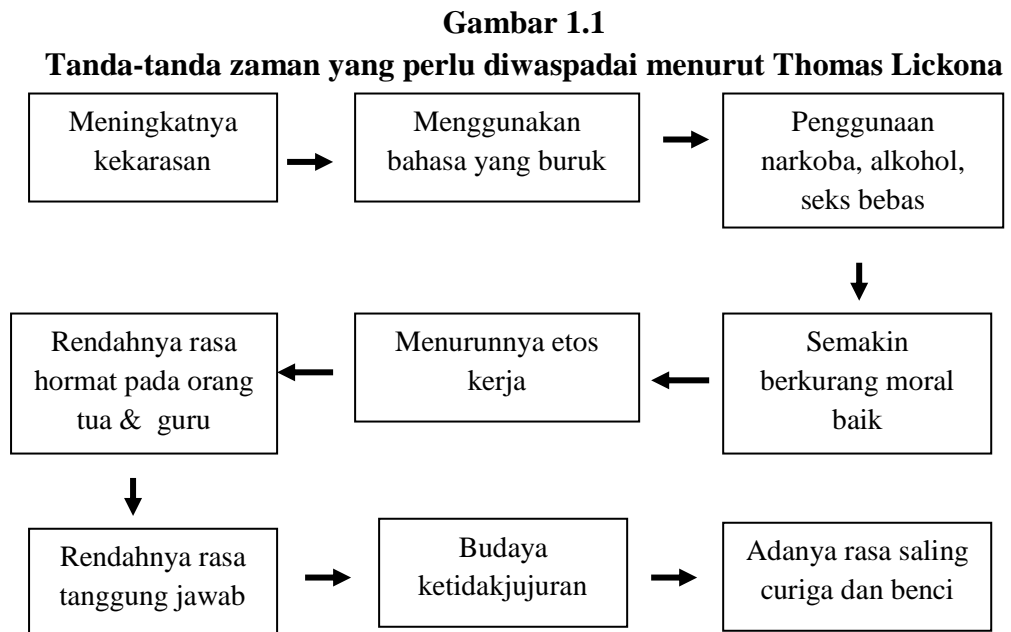 Gambar 1.1
Tanda-tanda zaman yang perlu diwaspadai menurut Thomas Lickona
Meningkatnya
kekarasan
Menggunakan
bahasa yang buruk
Penggunaan
narkoba, alkohol,
seks bebas
Semakin
berkurang moral
baik
Menurunnya etos
kerja
Rendahnya rasa
hormat pada orang
tua & guru
Rendahnya rasa
tanggung jawab
Budaya
ketidakjujuran
Adanya rasa saling
curiga dan benci